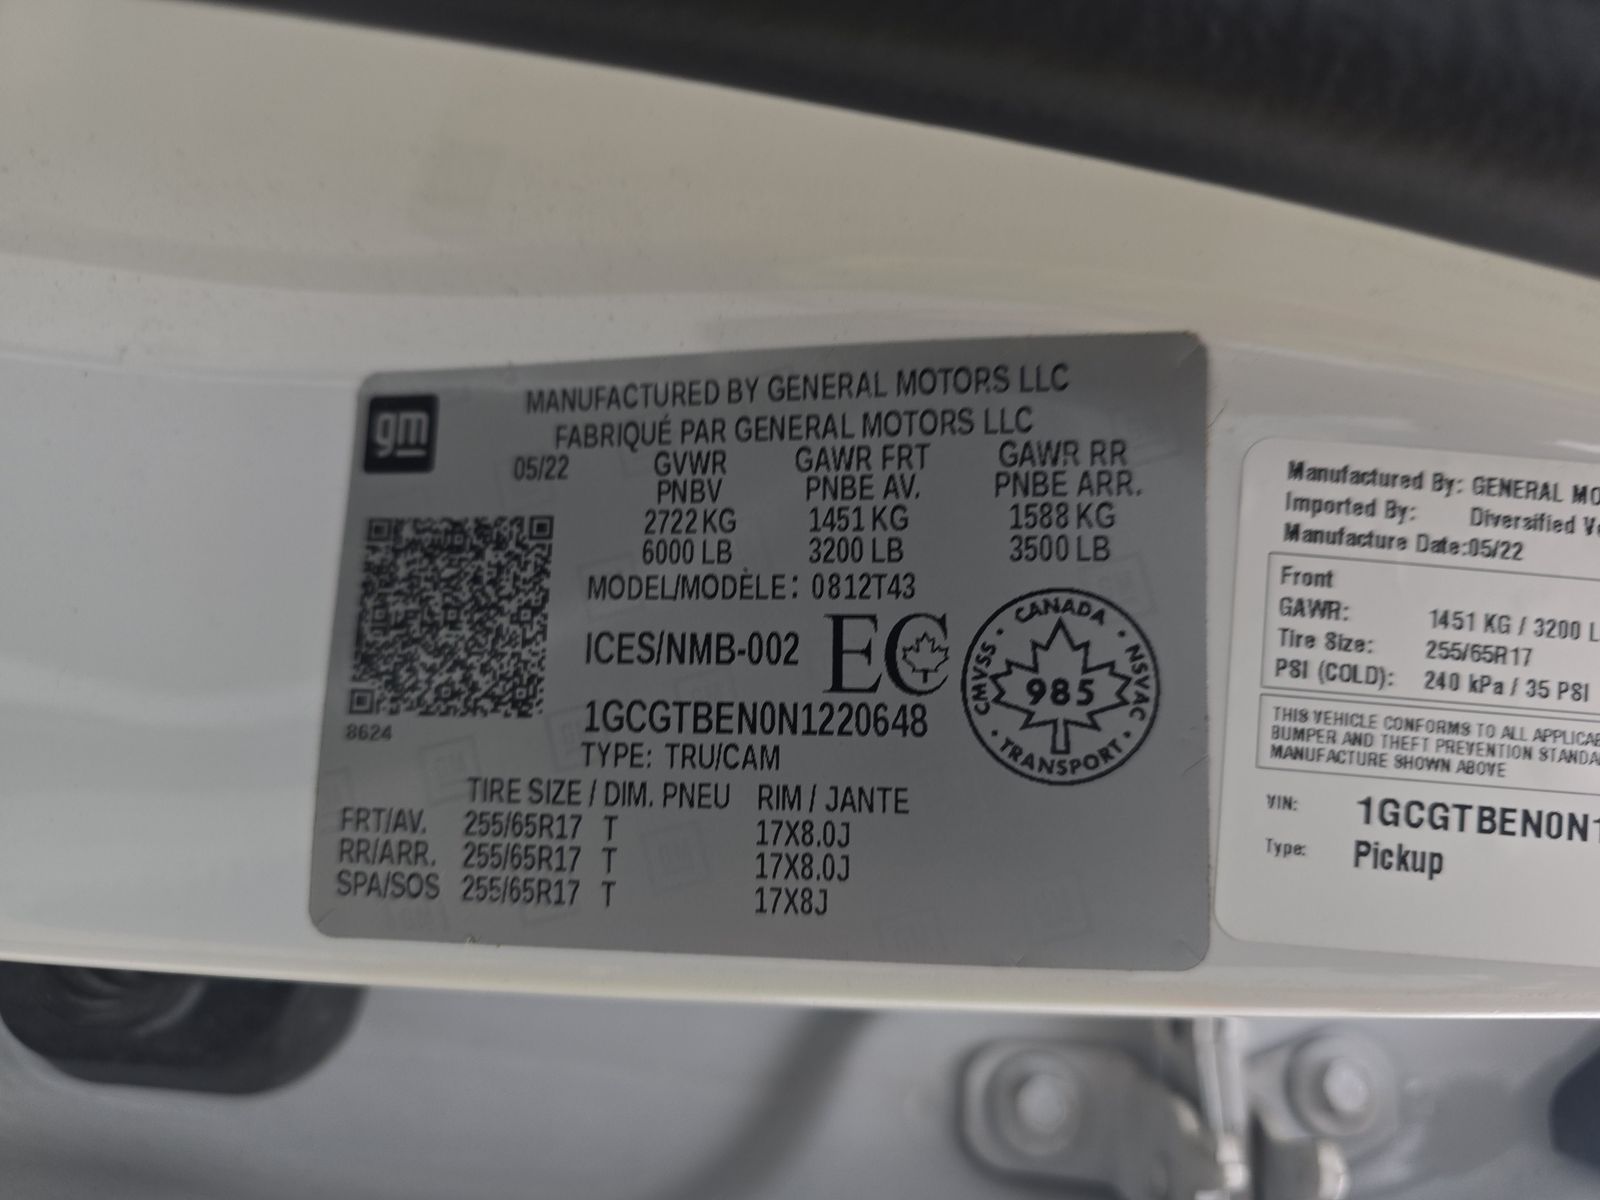 gm
MANUFACTURED BY GENERAL MOTORS LLC
FABRIQUÉ PAR GENERAL MOTORS LLC
05/22 GVWR GAWR FRT GAWR RR
PNBV PNBE AV. PNBE ARR.
2722 KG 1451 KG 1588 KG
6000 LB 3200 LB 3500 LB
MODEL/MODÈLE: 0812T43
ICES/NMB-002 EC
CANADA
CMVSS 985 NSVAC
TRANSPORT
1GCGTBEN0N1220648
8624
TYPE: TRU/CAM
TIRE SIZE / DIM. PNEU RIM / JANTE
FRT/AV. 255/65R17 T 17X8.0J
RR/ARR. 255/65R17 T 17X8.0J
SPA/SOS 255/65R17 T 17X8J
Manufactured By: GENERAL MO
Imported By: Diversified V
Manufacture Date:05/22
Front
GAWR: 1451 KG / 3200 L
Tire Size: 255/65R17
PSI (COLD): 240 kPa / 35 PSI
THIS VEHICLE CONFORMS TO ALL APPLICA
BUMPER AND THEFT PREVENTION STANDA
MANUFACTURE SHOWN ABOVE
VIN: 1GCGTBEN0N1
Type: Pickup